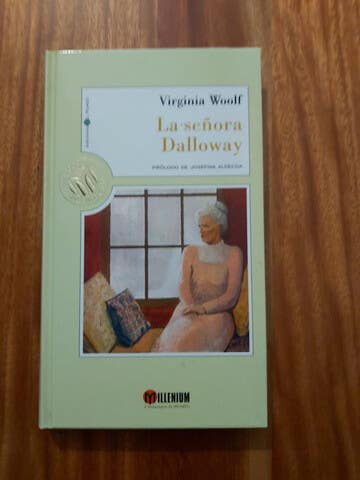 Virginia Woolf
La señora
Dalloway
PRÓLOGO DE JOSEFINA ALDECOA
MILLENIUM